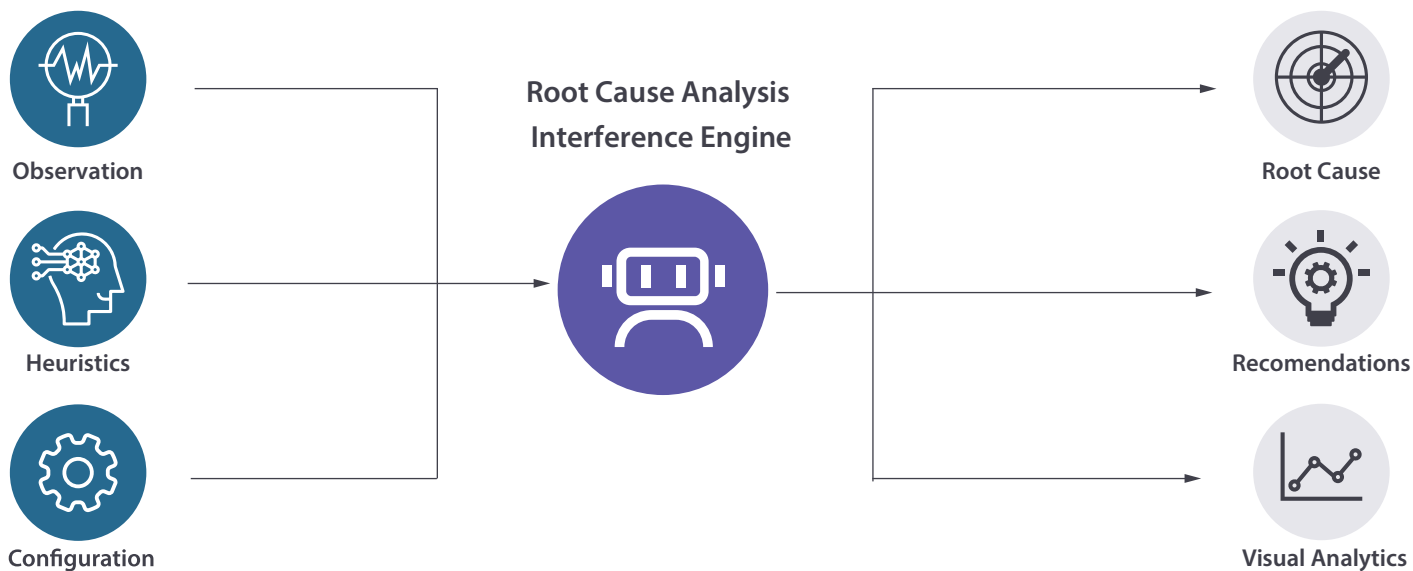 Observation
Heuristics
Configuration
Root Cause Analysis
Interference Engine
Root Cause
Recomendations
Visual Analytics